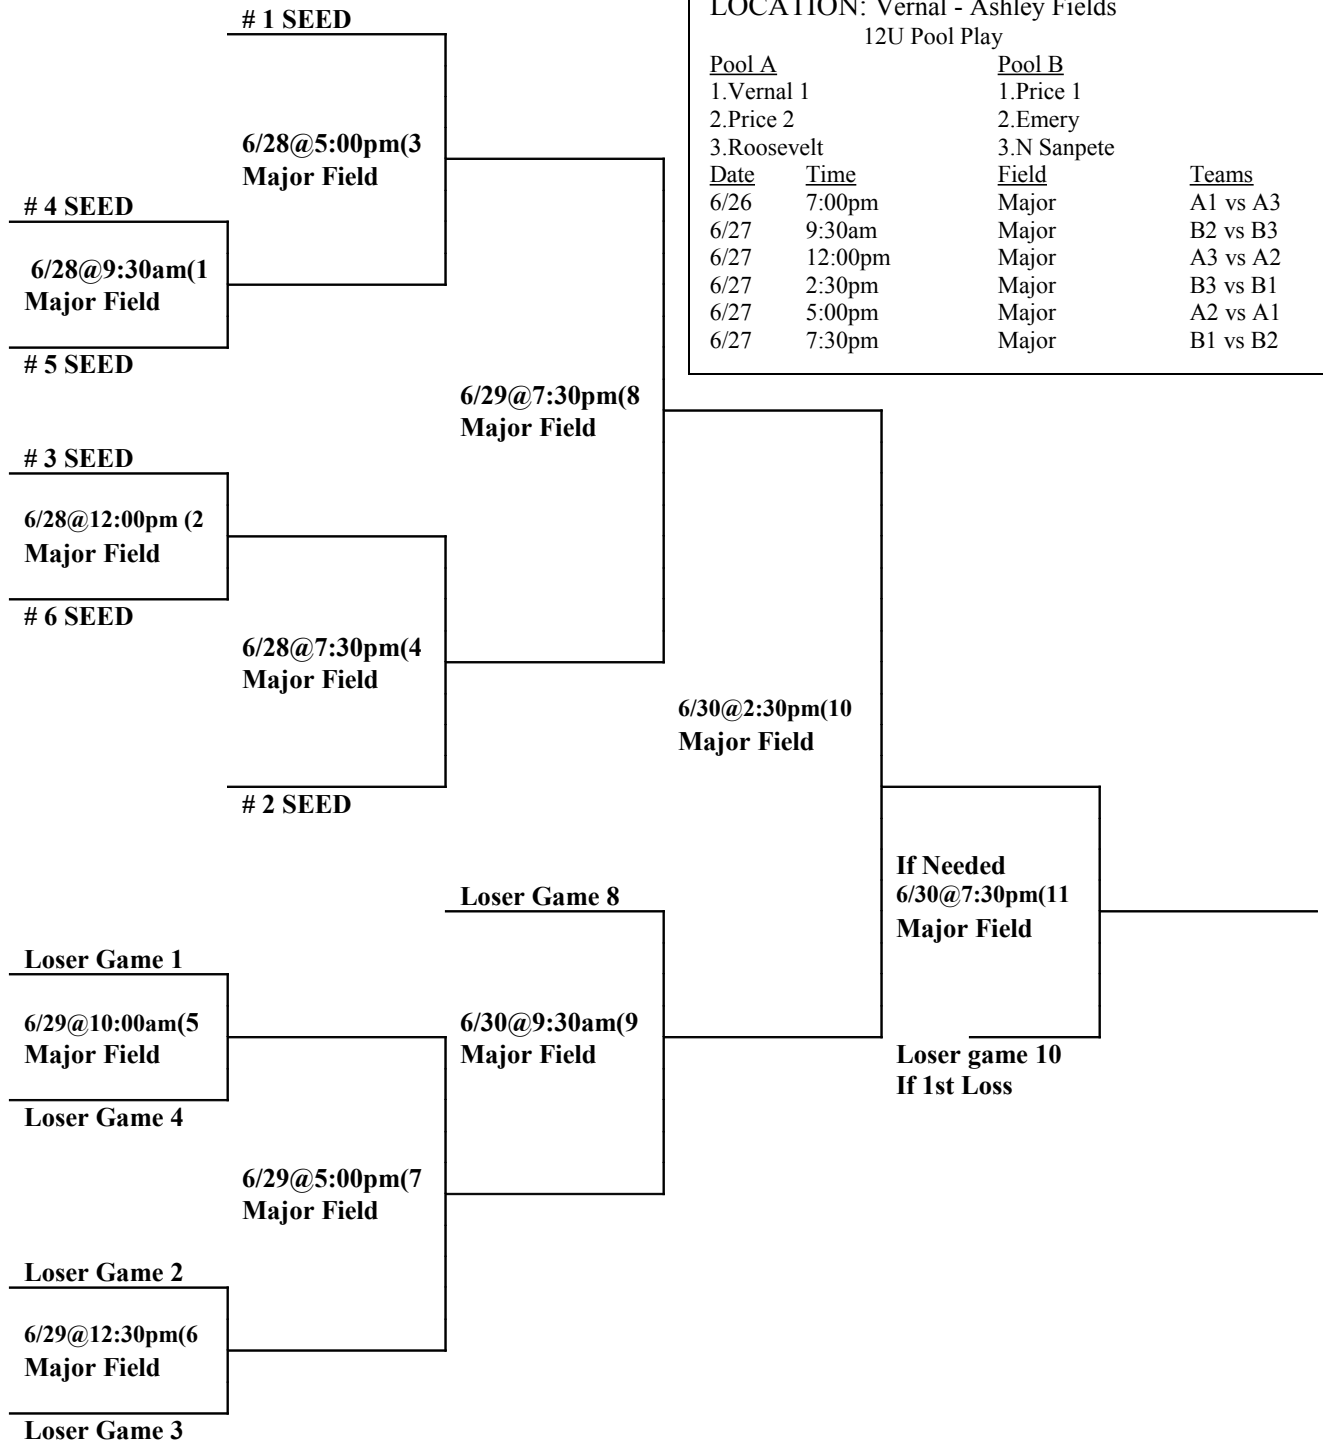 # 1 SEED
LOCATION: Vernal - Ashley Fields
12U Pool Play
Pool A Pool B
1.Vernal 1 1.Price 1
2.Price 2 2.Emery
3.Roosevelt 3.N Sanpete
Date Time Field Teams
6/26 7:00pm Major A1 vs A3
6/27 9:30am Major B2 vs B3
6/27 12:00pm Major A3 vs A2
6/27 2:30pm Major B3 vs B1
6/27 5:00pm Major A2 vs A1
6/27 7:30pm Major B1 vs B2
6/28@5:00pm(3
Major Field
# 4 SEED
6/28@9:30am(1
Major Field
# 5 SEED
6/29@7:30pm(8
Major Field
# 3 SEED
6/28@12:00pm (2
Major Field
# 6 SEED
6/28@7:30pm(4
Major Field
6/30@2:30pm(10
Major Field
# 2 SEED
If Needed
6/30@7:30pm(11
Major Field
Loser Game 8
Loser Game 1
6/29@10:00am(5
Major Field
6/30@9:30am(9
Major Field
Loser game 10
If 1st Loss
Loser Game 4
6/29@5:00pm(7
Major Field
Loser Game 2
6/29@12:30pm(6
Major Field
Loser Game 3